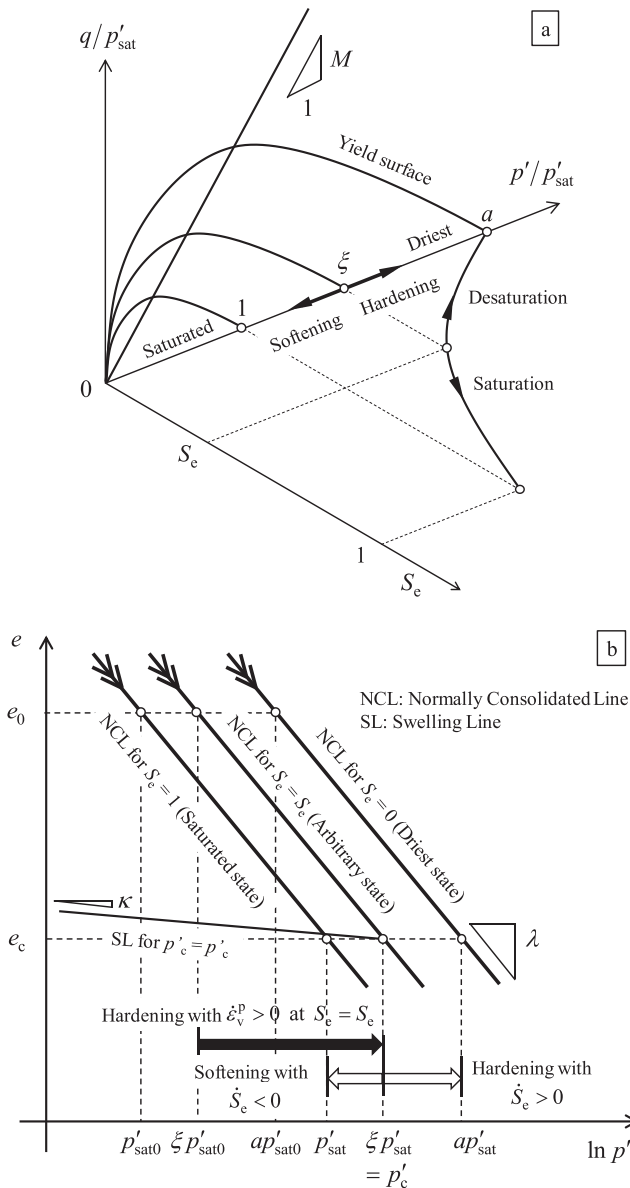 a
q/p′sat
M
1
Yield surface
p′/p′sat
a
Driest
ξ
Hardening
Softening
1
Saturated
Desaturation
Saturation
0
Se
1
Se
b
e
NCL: Normally Consolidated Line
SL: Swelling Line
e0
NCL for Se = 1 (Saturated state)
NCL for Se = Se (Arbitrary state)
NCL for Se = 0 (Driest state)
κ
ec
SL for p′c = p′c
λ
Hardening with ε̇vp > 0 at Se = Se
Softening with
Ṡe < 0
Hardening with
Ṡe > 0
p′sat0 ξp′sat0 ap′sat0 p′sat ξp′sat ap′sat ln p′
= p′c